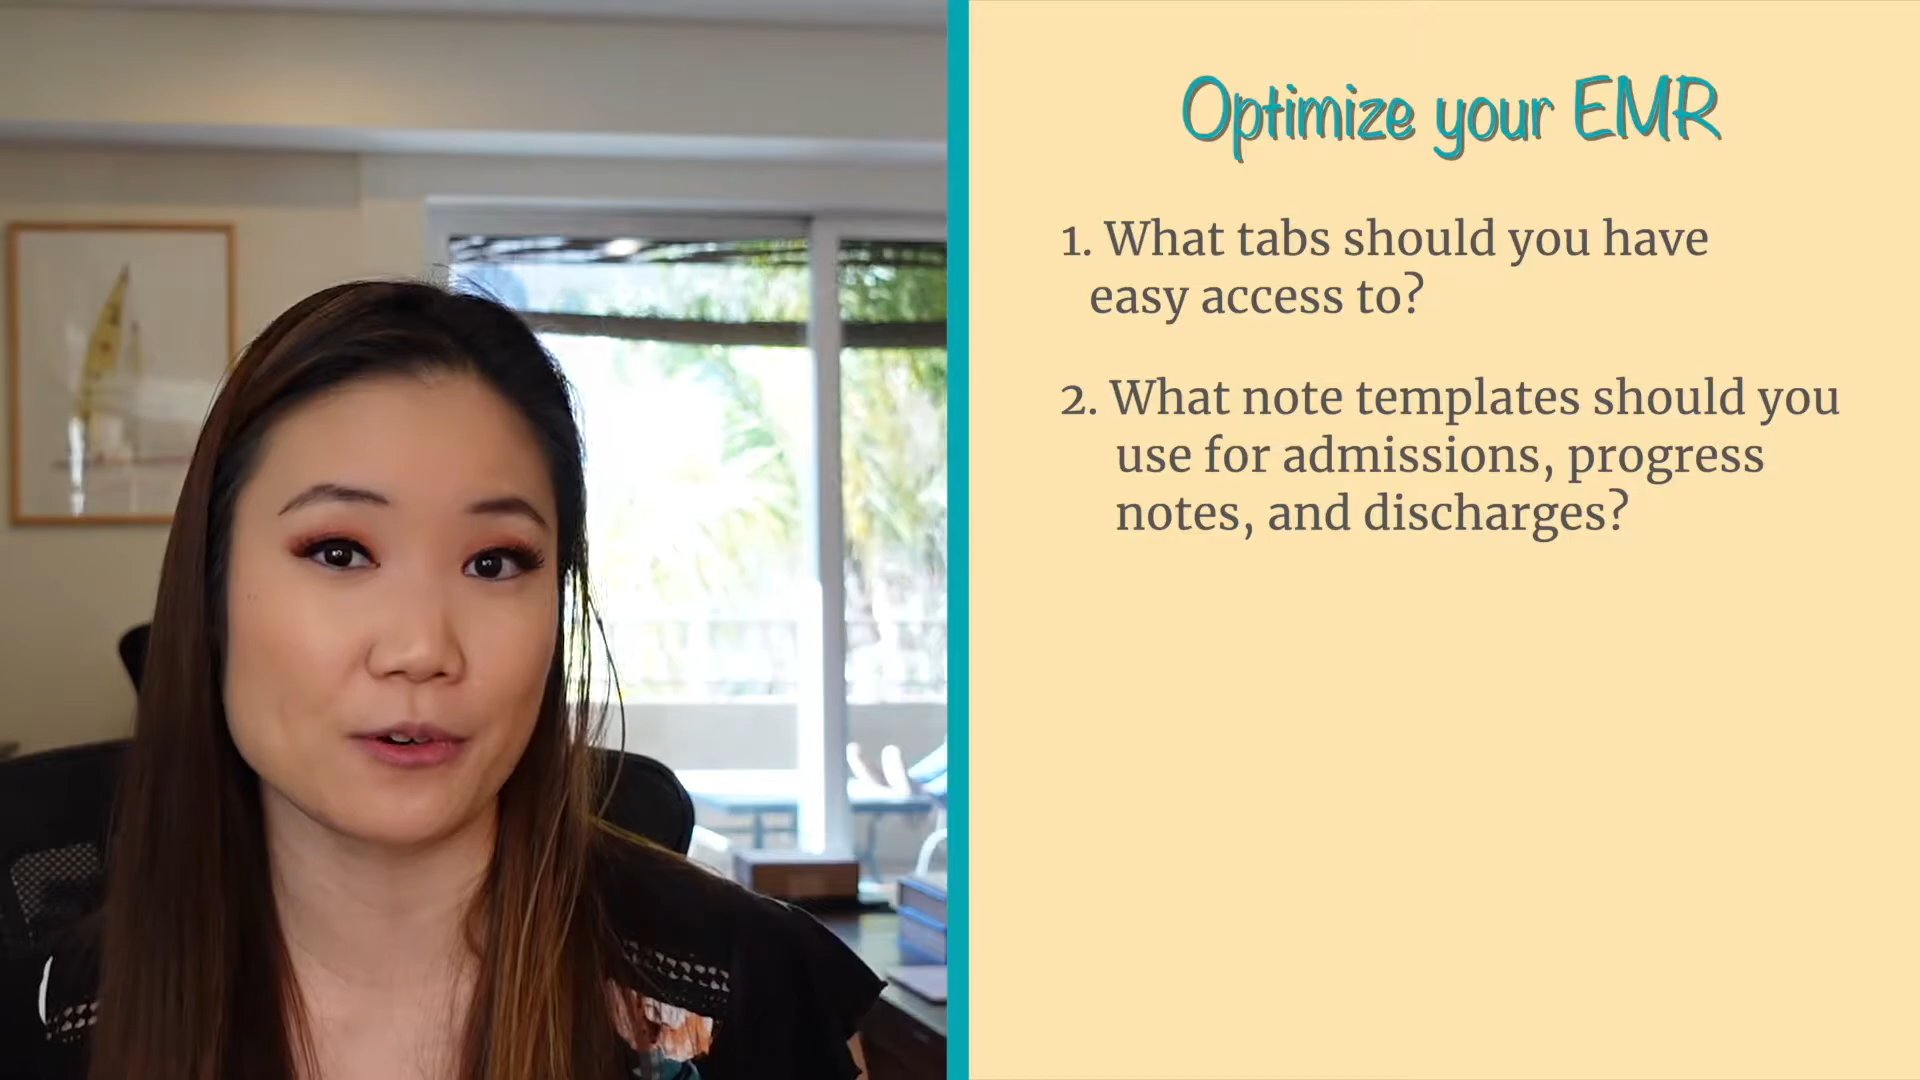 Optimize your EMR
1. What tabs should you have
easy access to?
2. What note templates should you
use for admissions, progress
notes, and discharges?